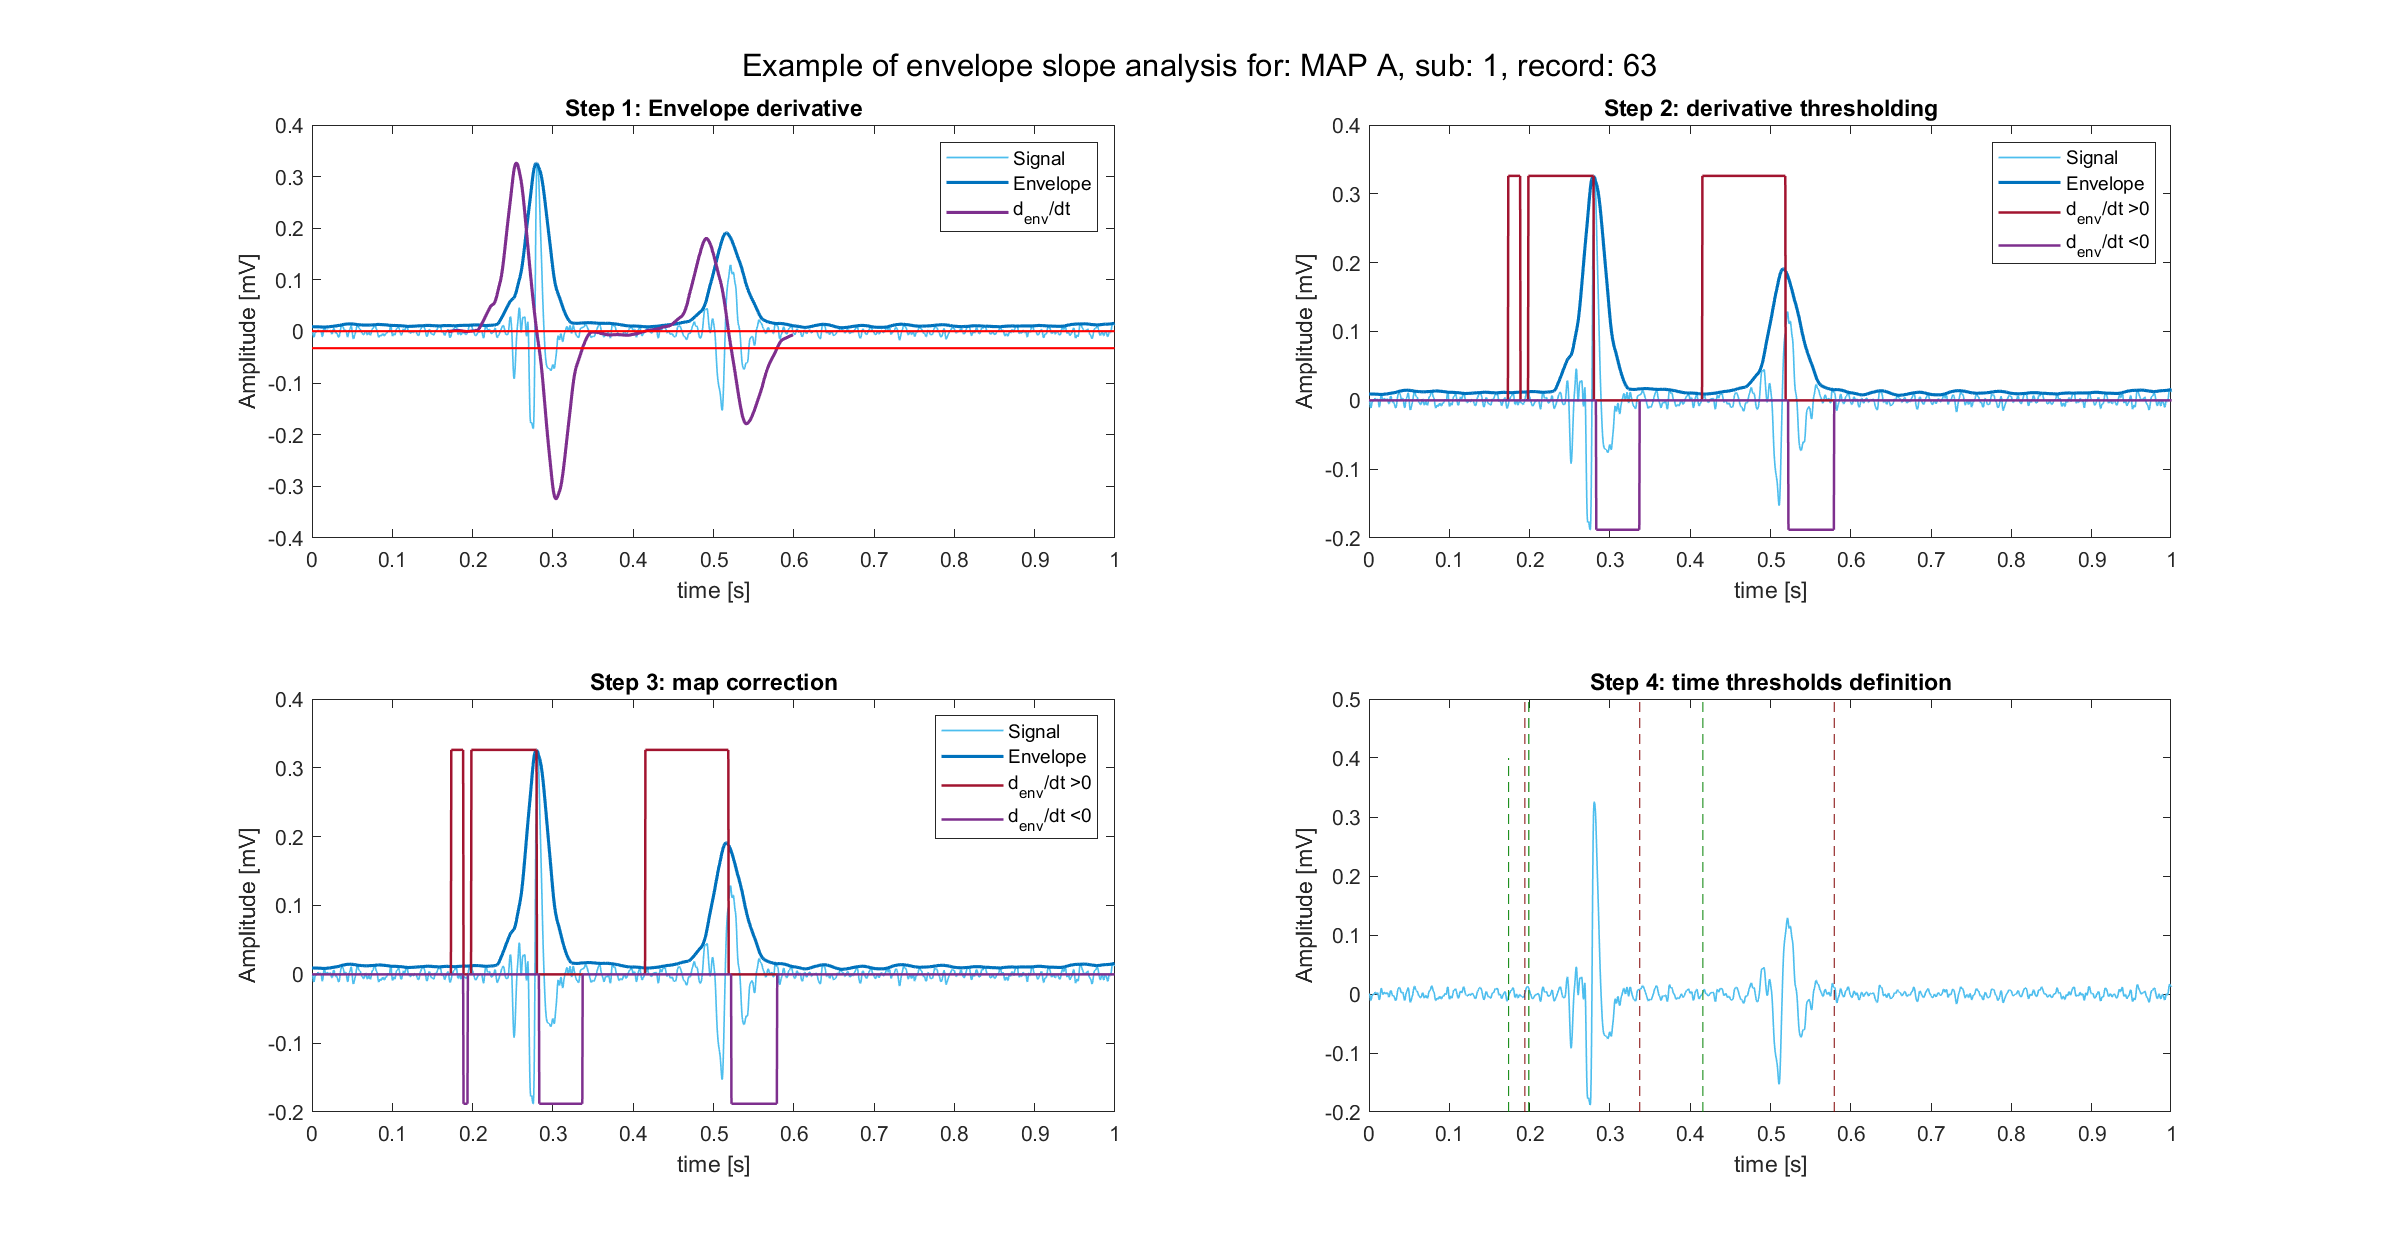 Example of envelope slope analysis for: MAP A, sub: 1, record: 63
Step 1: Envelope derivative
0.4
0.3
0.2
0.1
0
-0.1
-0.2
-0.3
-0.4
Amplitude [mV]
Signal
Envelope
d_env/dt
0 0.1 0.2 0.3 0.4 0.5 0.6 0.7 0.8 0.9 1
time [s]
Step 2: derivative thresholding
0.4
0.3
0.2
0.1
0
-0.1
-0.2
Amplitude [mV]
Signal
Envelope
d_env/dt >0
d_env/dt <0
0 0.1 0.2 0.3 0.4 0.5 0.6 0.7 0.8 0.9 1
time [s]
Step 3: map correction
0.4
0.3
0.2
0.1
0
-0.1
-0.2
Amplitude [mV]
Signal
Envelope
d_env/dt >0
d_env/dt <0
0 0.1 0.2 0.3 0.4 0.5 0.6 0.7 0.8 0.9 1
time [s]
Step 4: time thresholds definition
0.5
0.4
0.3
0.2
0.1
0
-0.1
-0.2
Amplitude [mV]
0 0.1 0.2 0.3 0.4 0.5 0.6 0.7 0.8 0.9 1
time [s]